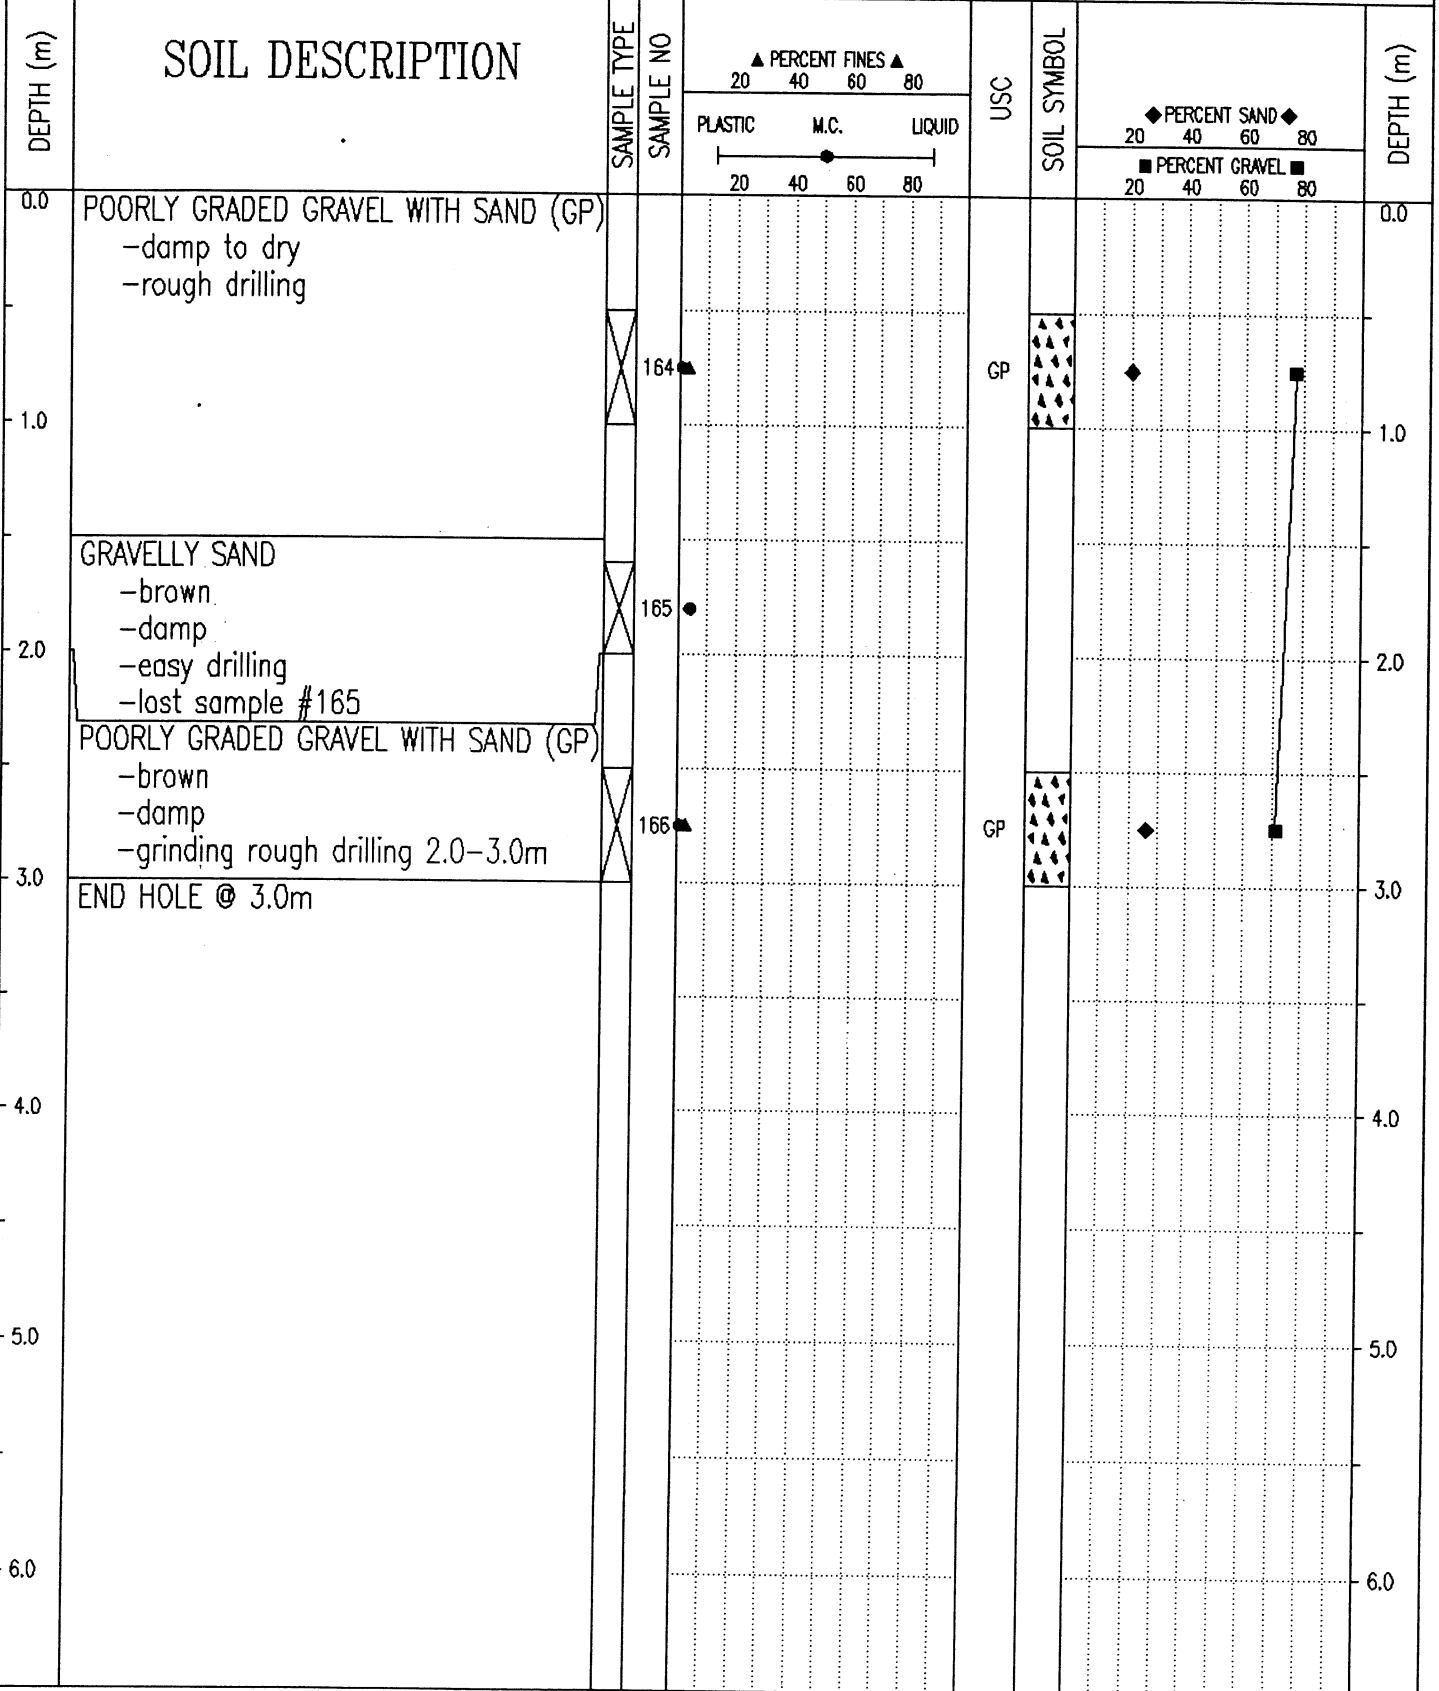 DEPTH (m)
SOIL DESCRIPTION
SAMPLE TYPE
SAMPLE NO
▲ PERCENT FINES ▲
20 40 60 80
PLASTIC M.C. LIQUID
20 40 60 80
USC
SOIL SYMBOL
◆ PERCENT SAND ◆
20 40 60 80
■ PERCENT GRAVEL ■
20 40 60 80
DEPTH (m)
0.0
POORLY GRADED GRAVEL WITH SAND (GP)
0.0
-damp to dry
-rough drilling
164
GP
1.0
1.0
GRAVELLY SAND
-brown
165
-damp
2.0
2.0
-easy drilling
-lost sample #165
POORLY GRADED GRAVEL WITH SAND (GP)
-brown
-damp
166
GP
-grinding rough drilling 2.0-3.0m
3.0
3.0
END HOLE @ 3.0m
4.0
4.0
5.0
5.0
6.0
6.0